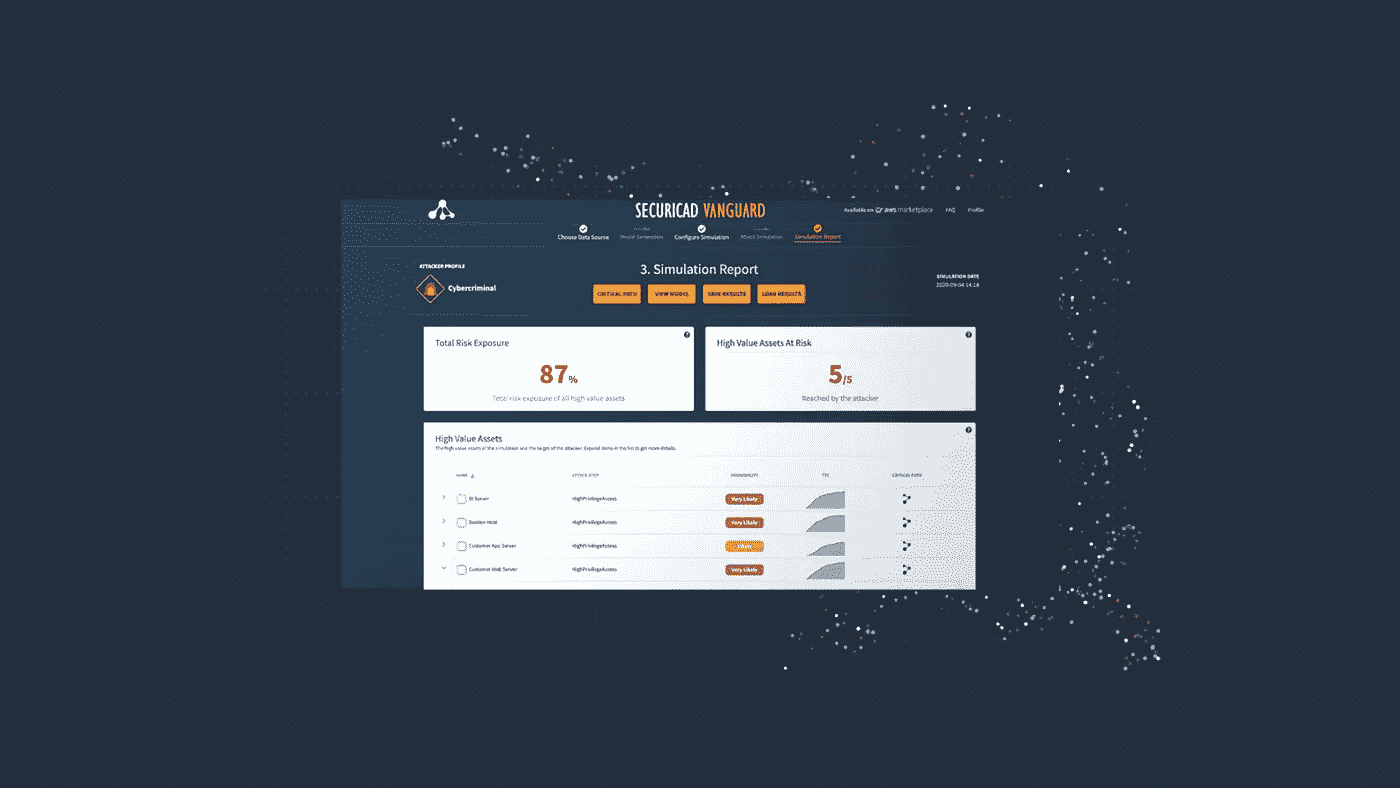 SECURICAD VANGUARD
Available on aws marketplace FAQ Profile
Choose Data Source Model Generation Configure Simulation Attack Simulation Simulation Report
ATTACKER PROFILE
Cybercriminal
3. Simulation Report
CRITICAL PATH VIEW MODEL SAVE RESULTS LOAD RESULTS
SIMULATION DATE
2020-09-04 14:18
Total Risk Exposure
87%
Total risk exposure of all high value assets
High Value Assets At Risk
5/5
Reached by the attacker
High Value Assets
The high value assets of the simulation and the target of the attacker. Expand items in the list to get more details.
NAME ATTACK STEP PROBABILITY TTC CRITICAL PATH
BI Server HighPrivilegeAccess Very Likely
Bastion Host HighPrivilegeAccess Very Likely
Customer App Server HighPrivilegeAccess Likely
Customer Web Server HighPrivilegeAccess Very Likely